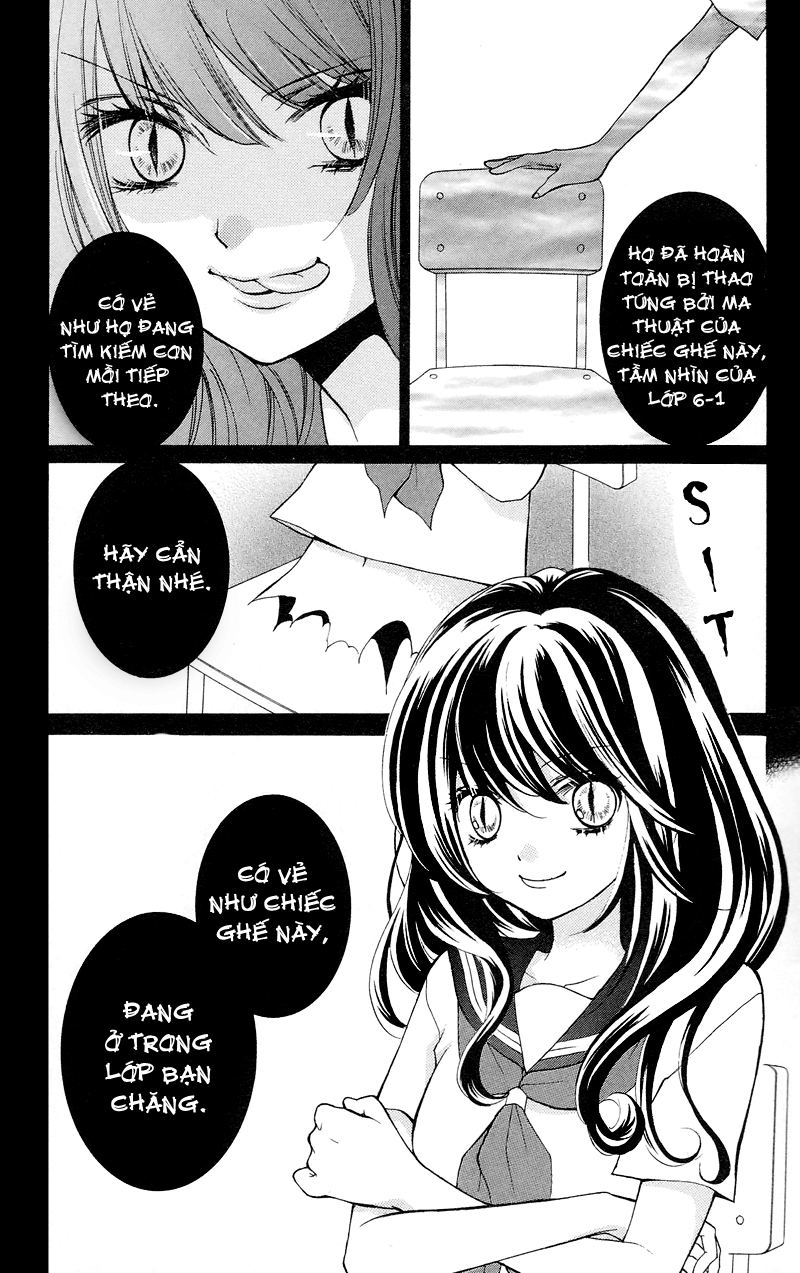 HỌ ĐÃ HOÀN
TOÀN BỊ THAO
TÚNG BỞI MA
THUẬT CỦA
CHIẾC GHẾ NÀY,
TẦM NHÌN CỦA
LỚP 6-1
CÓ VẺ
NHƯ HỌ ĐANG
TÌM KIẾM CƠN
MỒI TIẾP
THEO.
HÃY CẨN
THẬN NHÉ.
SIT
CÓ VẺ
NHƯ CHIẾC
GHẾ NÀY,
ĐANG
Ở TRONG
LỚP BẠN
CHĂNG.